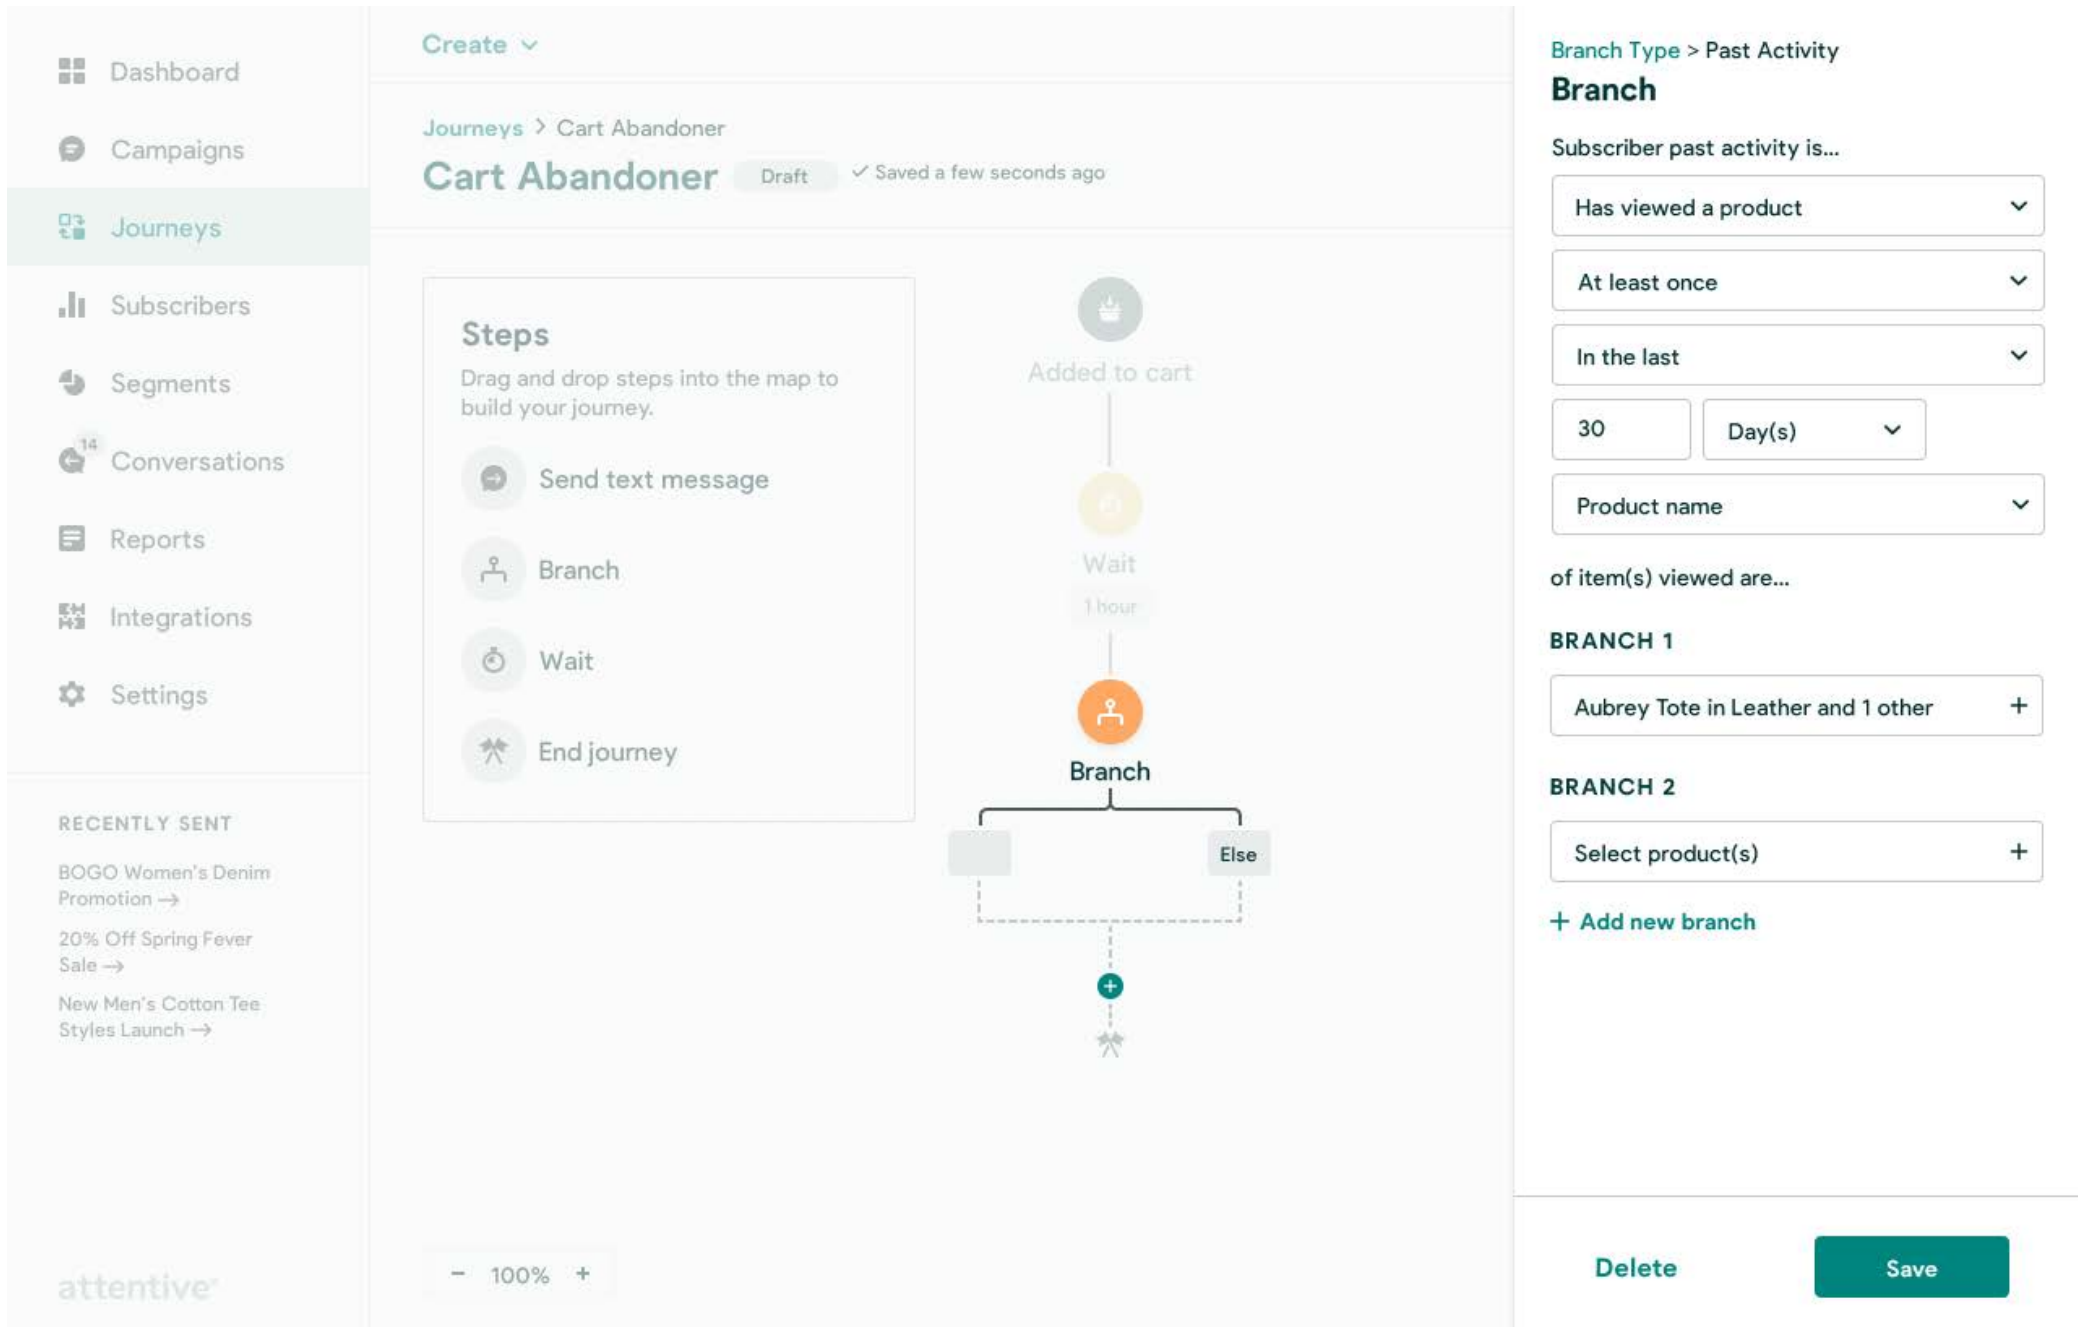 Dashboard
Campaigns
Journeys
Subscribers
Segments
14
Conversations
Reports
Integrations
Settings
RECENTLY SENT
BOGO Women's Denim
Promotion →
20% Off Spring Fever
Sale →
New Men's Cotton Tee
Styles Launch →
attentive
Create
Journeys > Cart Abandoner
Cart Abandoner Draft ✓ Saved a few seconds ago
Steps
Drag and drop steps into the map to
build your journey.
Send text message
Branch
Wait
End journey
Added to cart
Wait
1 hour
Branch
Else
− 100% +
Branch Type > Past Activity
Branch
Subscriber past activity is...
Has viewed a product
At least once
In the last
30 Day(s)
Product name
of item(s) viewed are...
BRANCH 1
Aubrey Tote in Leather and 1 other +
BRANCH 2
Select product(s) +
+ Add new branch
Delete Save